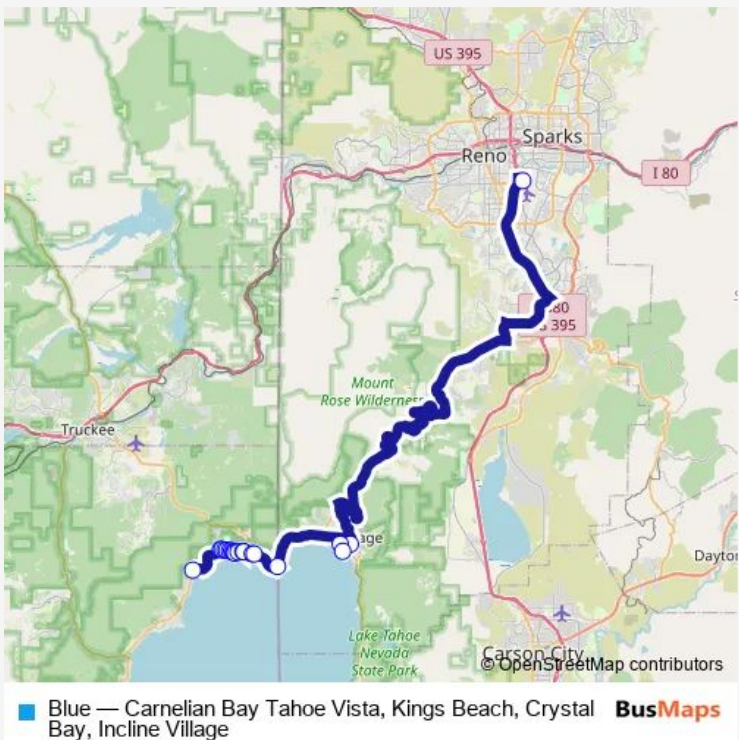 US 395
Sparks
Reno
I 80
80
395
Mount
Rose Wilderness
Truckee
age
Dayto
Lake Tahoe
Nevada
State Park
Carson City
© OpenStreetMap contributors
Blue — Carnelian Bay Tahoe Vista, Kings Beach, Crystal
Bay, Incline Village
BusMaps